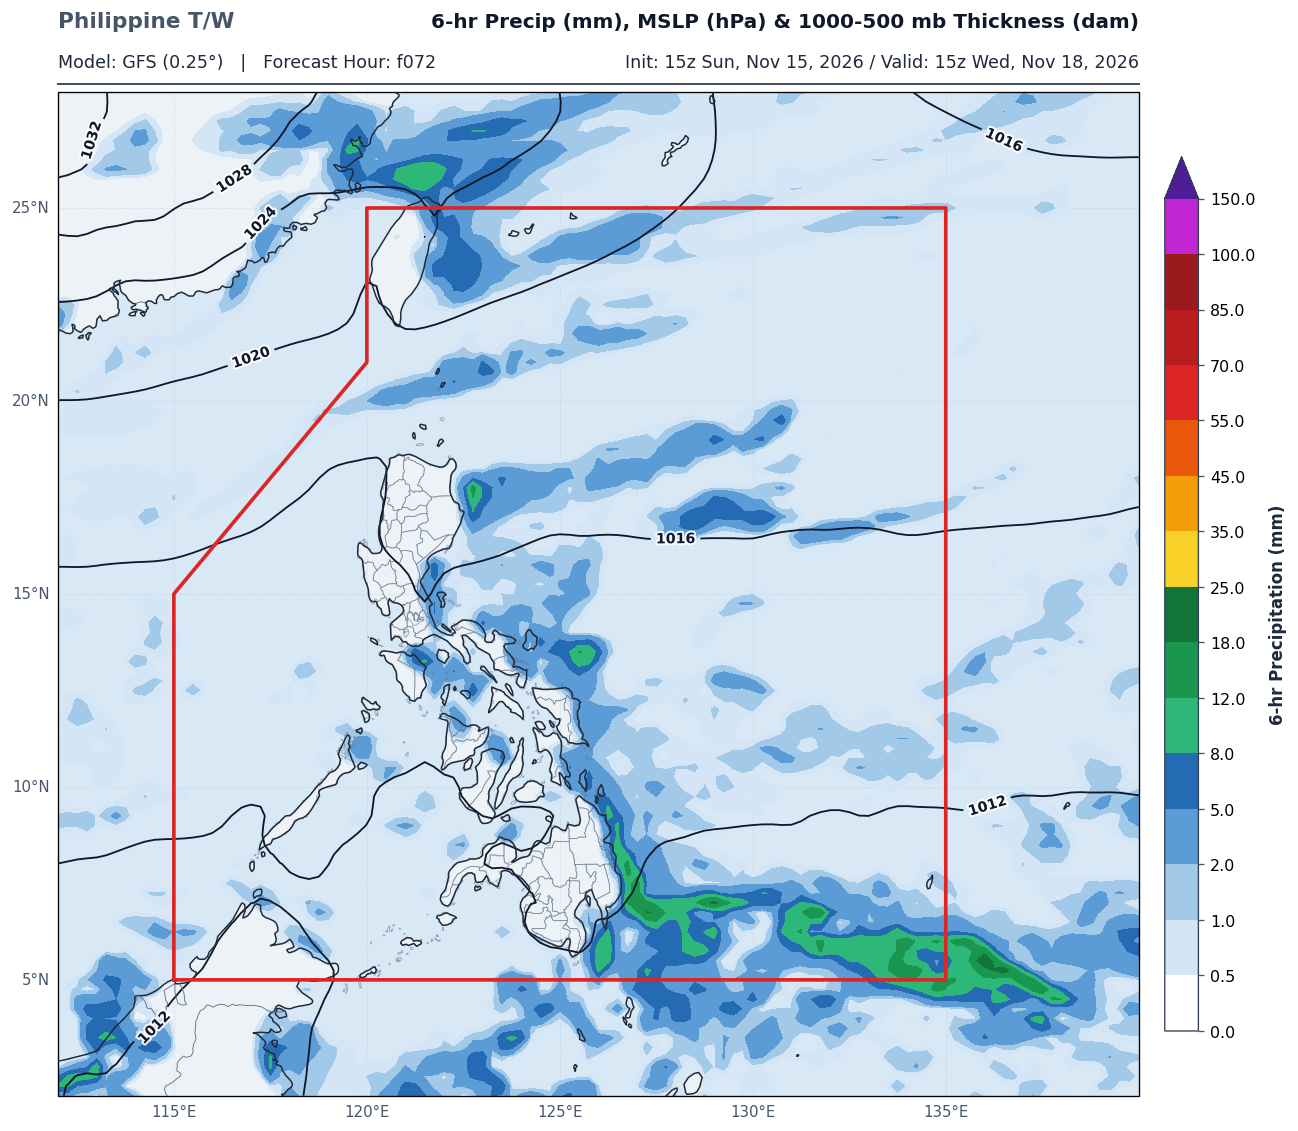 Philippine T/W
6-hr Precip (mm), MSLP (hPa) & 1000-500 mb Thickness (dam)
Model: GFS (0.25°) | Forecast Hour: f072
Init: 15z Sun, Nov 15, 2026 / Valid: 15z Wed, Nov 18, 2026
1032
1028
1024
1020
1016
1016
1012
1012
25°N
20°N
15°N
10°N
5°N
115°E
120°E
125°E
130°E
135°E
150.0
100.0
85.0
70.0
55.0
45.0
35.0
25.0
18.0
12.0
8.0
5.0
2.0
1.0
0.5
0.0
6-hr Precipitation (mm)